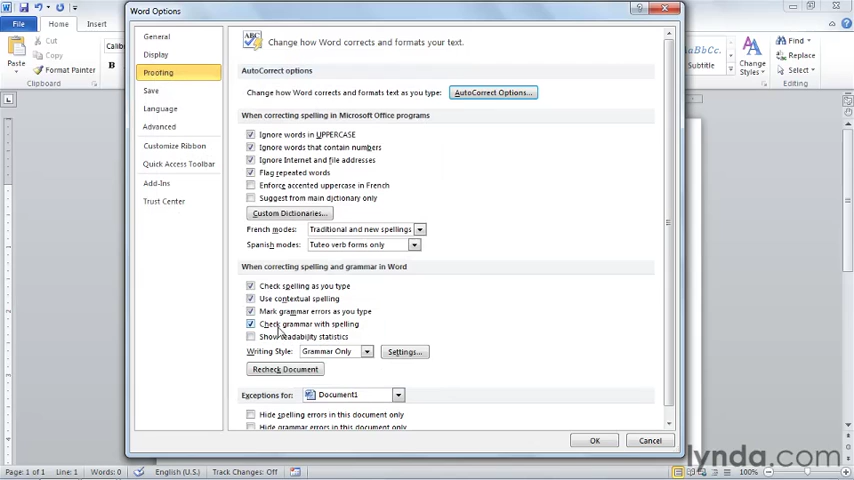 Word Options
File Home Insert
Cut
Copy
Paste
Format Painter
Calib
B
AaBbCc.
Change
Styles
Find
Replace
Select
Editing
General
Display
Proofing
Save
Language
Advanced
Customize Ribbon
Quick Access Toolbar
Add-Ins
Trust Center
ABC
Change how Word corrects and formats your text.
AutoCorrect options
Change how Word corrects and formats text as you type: AutoCorrect Options...
When correcting spelling in Microsoft Office programs
Ignore words in UPPERCASE
Ignore words that contain numbers
Ignore Internet and file addresses
Flag repeated words
Enforce accented uppercase in French
Suggest from main dictionary only
Custom Dictionaries...
French modes: Traditional and new spellings
Spanish modes: Tuteo verb forms only
When correcting spelling and grammar in Word
Check spelling as you type
Use contextual spelling
Mark grammar errors as you type
Check grammar with spelling
Show readability statistics
Writing Style: Grammar Only Settings...
Recheck Document
Exceptions for: Document1
Hide spelling errors in this document only
Hide grammar errors in this document only
OK Cancel
lynda.com
Page: 1 of 1 Line: 1 Words: 0 English (U.S.) Track Changes: Off 100%